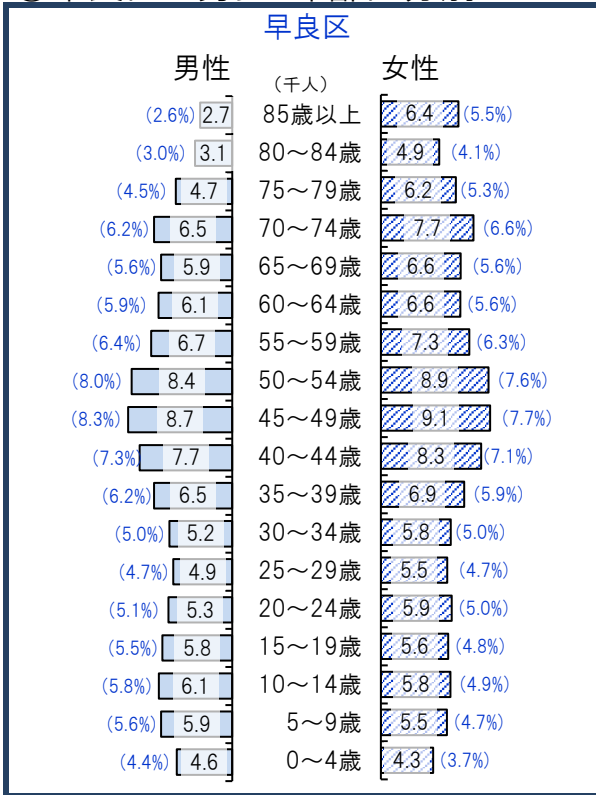 早良区
男性 (千人) 女性
(2.6%) 2.7 85歳以上 6.4 (5.5%)
(3.0%) 3.1 80～84歳 4.9 (4.1%)
(4.5%) 4.7 75～79歳 6.2 (5.3%)
(6.2%) 6.5 70～74歳 7.7 (6.6%)
(5.6%) 5.9 65～69歳 6.6 (5.6%)
(5.9%) 6.1 60～64歳 6.6 (5.6%)
(6.4%) 6.7 55～59歳 7.3 (6.3%)
(8.0%) 8.4 50～54歳 8.9 (7.6%)
(8.3%) 8.7 45～49歳 9.1 (7.7%)
(7.3%) 7.7 40～44歳 8.3 (7.1%)
(6.2%) 6.5 35～39歳 6.9 (5.9%)
(5.0%) 5.2 30～34歳 5.8 (5.0%)
(4.7%) 4.9 25～29歳 5.5 (4.7%)
(5.1%) 5.3 20～24歳 5.9 (5.0%)
(5.5%) 5.8 15～19歳 5.6 (4.8%)
(5.8%) 6.1 10～14歳 5.8 (4.9%)
(5.6%) 5.9 5～9歳 5.5 (4.7%)
(4.4%) 4.6 0～4歳 4.3 (3.7%)